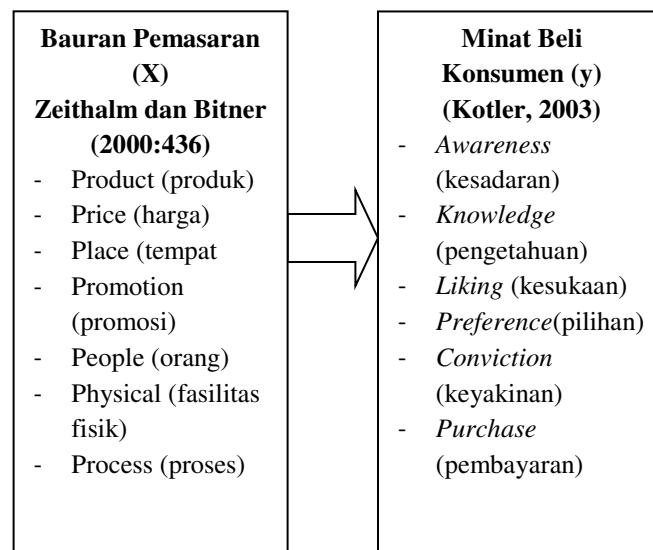 Bauran Pemasaran
(X)
Zeithalm dan Bitner
(2000:436)
- Product (produk)
- Price (harga)
- Place (tempat
- Promotion
(promosi)
- People (orang)
- Physical (fasilitas
fisik)
- Process (proses)
Minat Beli
Konsumen (y)
(Kotler, 2003)
- Awareness
(kesadaran)
- Knowledge
(pengetahuan)
- Liking (kesukaan)
- Preference(pilihan)
- Conviction
(keyakinan)
- Purchase
(pembayaran)